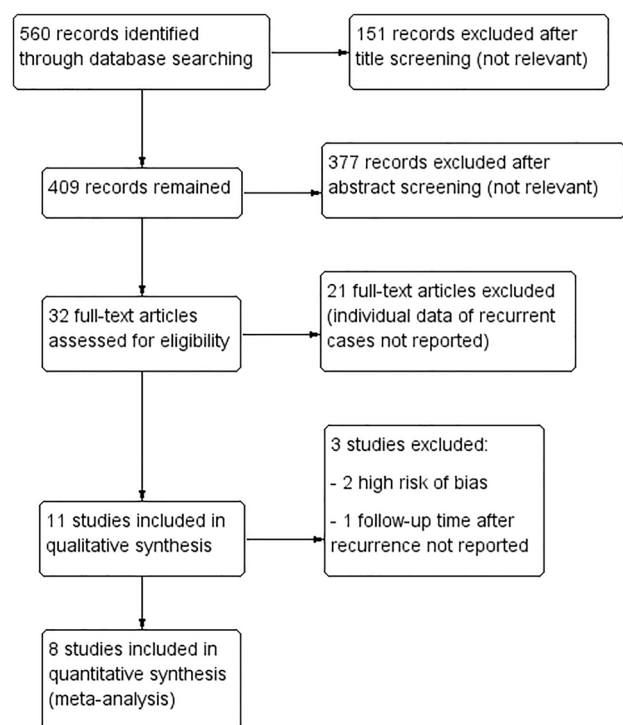 560 records identified
through database searching
151 records excluded after
title screening (not relevant)
409 records remained
377 records excluded after
abstract screening (not relevant)
32 full-text articles
assessed for eligibility
21 full-text articles excluded
(individual data of recurrent
cases not reported)
3 studies excluded:
- 2 high risk of bias
- 1 follow-up time after
recurrence not reported
11 studies included in
qualitative synthesis
8 studies included in
quantitative synthesis
(meta-analysis)